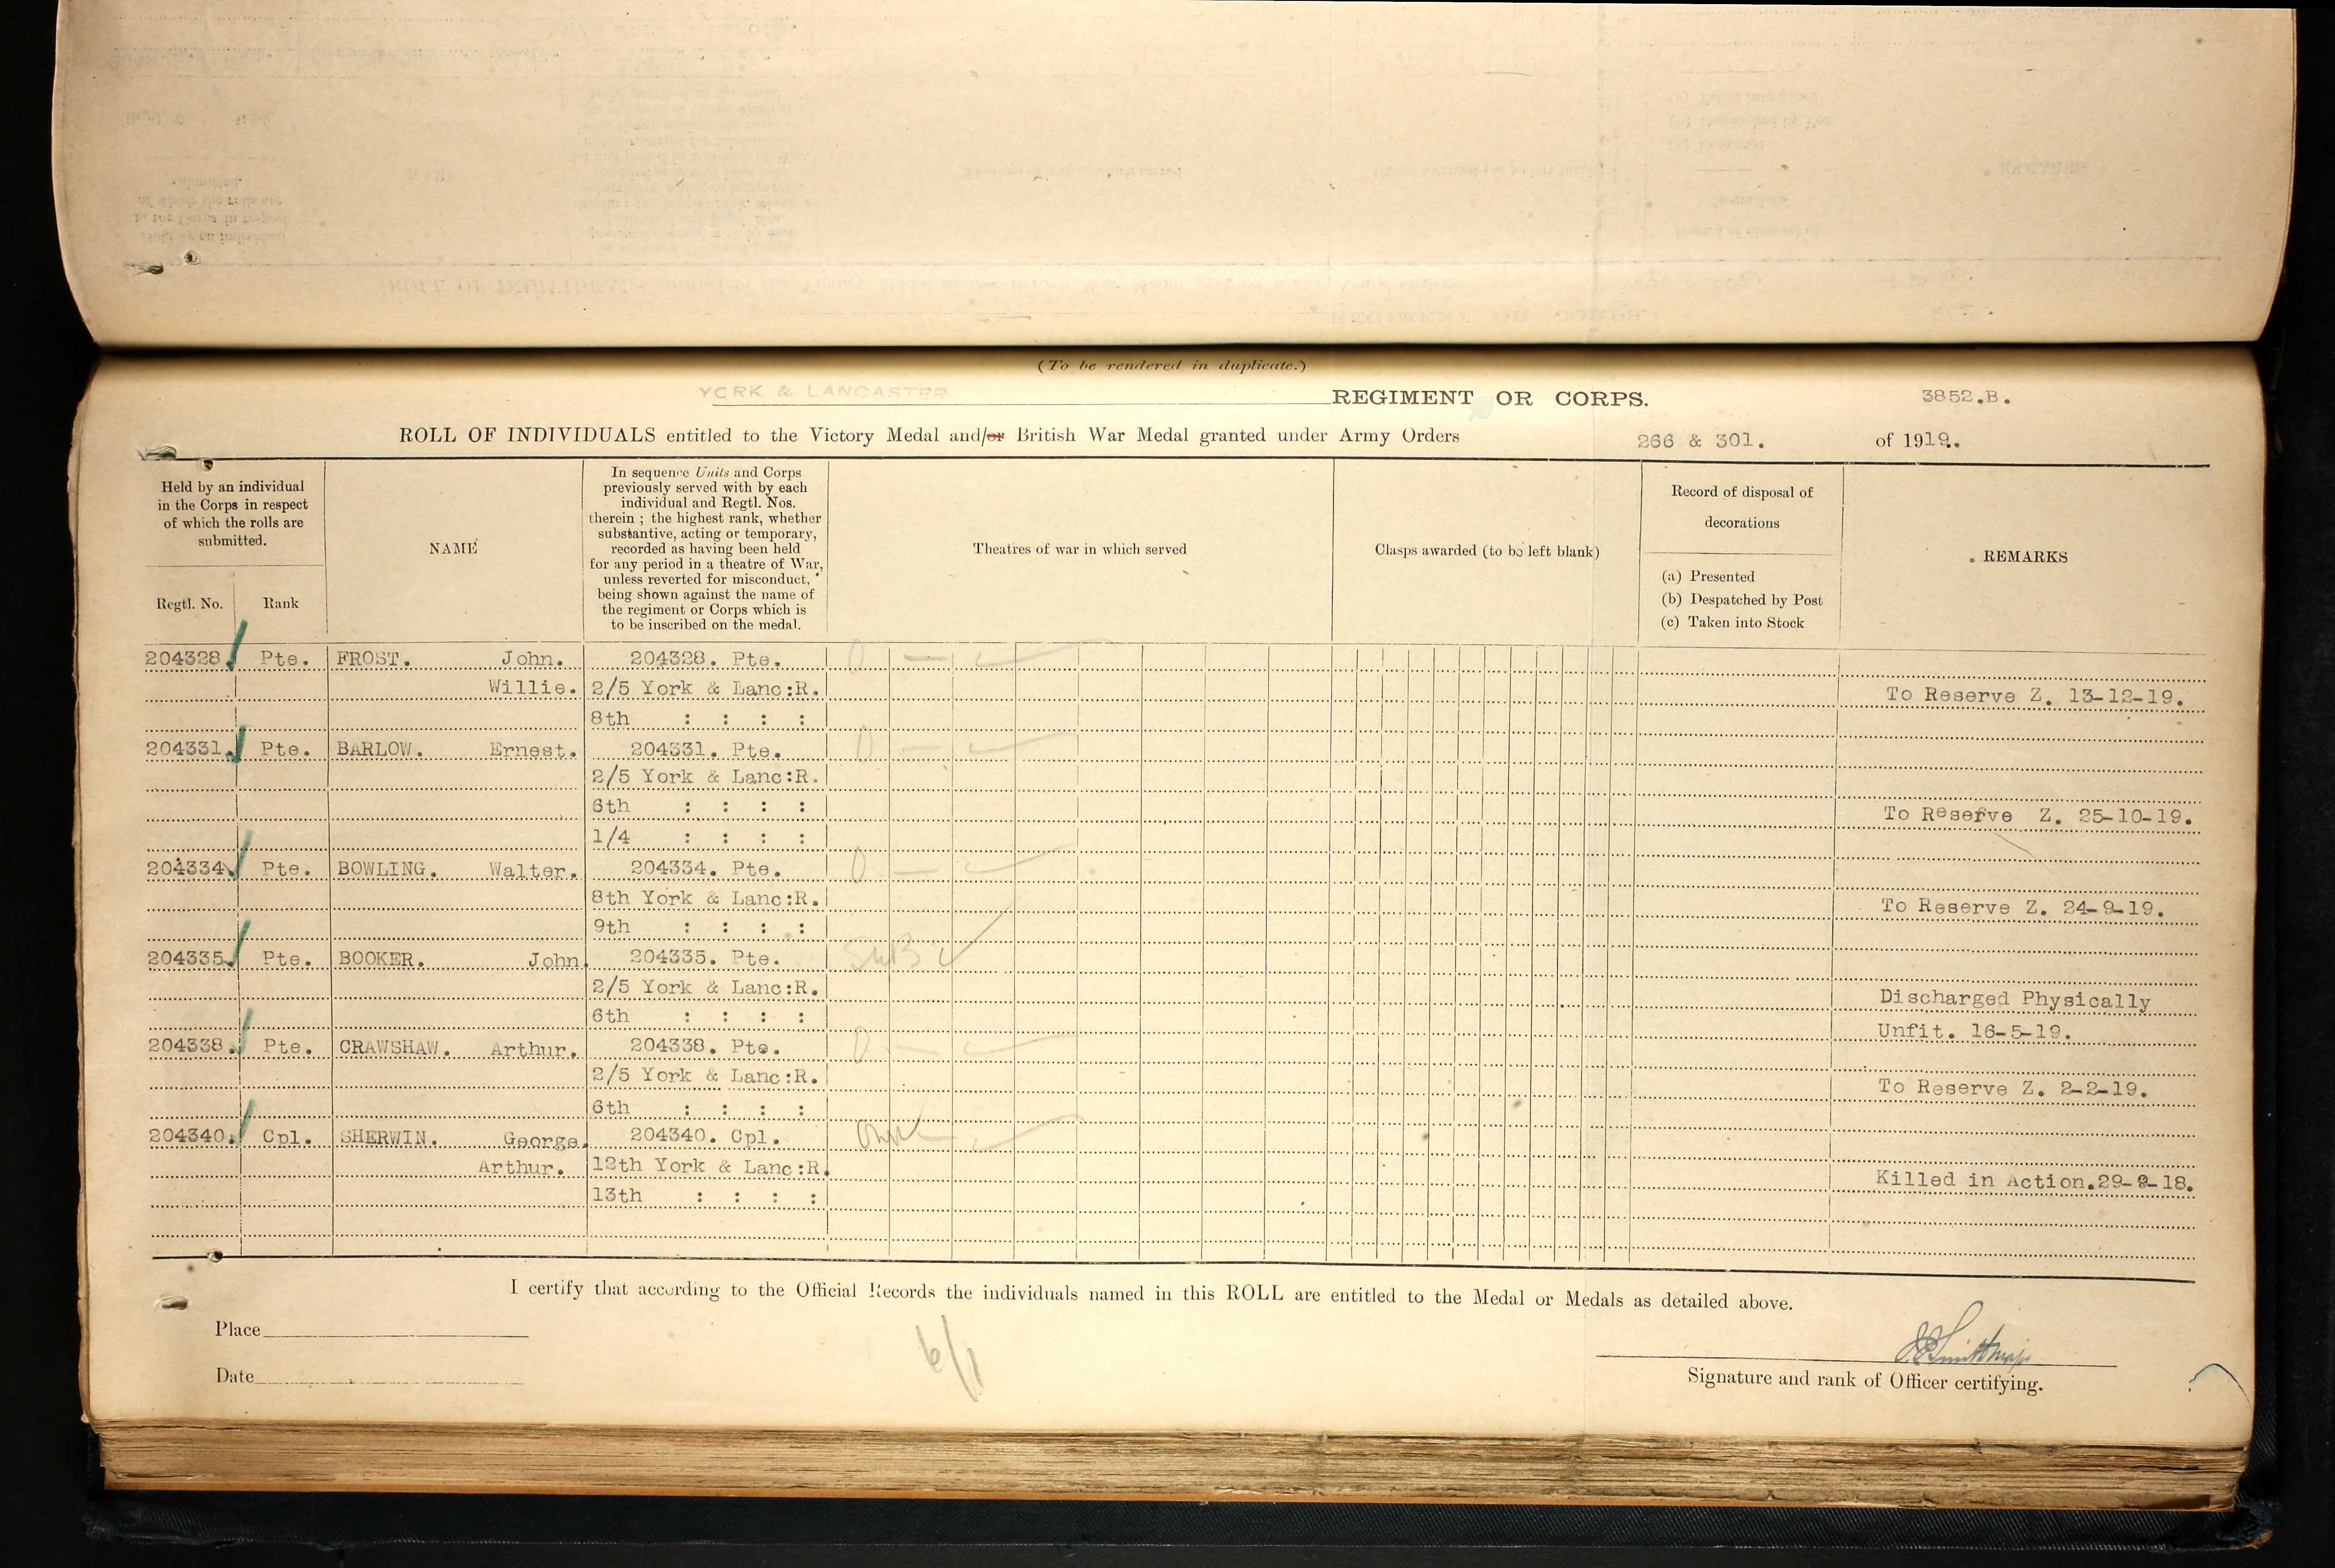 (To be rendered in duplicate.)
YORK & LANCASTER REGIMENT OR CORPS. 3852.B.
ROLL OF INDIVIDUALS entitled to the Victory Medal and/or British War Medal granted under Army Orders 266 & 301. of 1919.
Held by an individual
in the Corps in respect
of which the rolls are
submitted.
Regtl. No. Rank
NAME
In sequence Units and Corps
previously served with by each
individual and Regtl. Nos.
therein ; the highest rank, whether
substantive, acting or temporary,
recorded as having been held
for any period in a theatre of War,
unless reverted for misconduct,
being shown against the name of
the regiment or Corps which is
to be inscribed on the medal.
Theatres of war in which served
Clasps awarded (to be left blank)
Record of disposal of
decorations
(a) Presented
(b) Despatched by Post
(c) Taken into Stock
REMARKS
204328. Pte. FROST. John. 204328. Pte.
Willie. 2/5 York & Lanc:R. To Reserve Z. 13-12-19.
8th : : : :
204331. Pte. BARLOW. Ernest. 204331. Pte.
2/5 York & Lanc:R.
6th : : : : To Reserve Z. 25-10-19.
1/4 : : : :
204334. Pte. BOWLING. Walter. 204334. Pte.
8th York & Lanc:R. To Reserve Z. 24-9-19.
9th : : : :
204335. Pte. BOOKER. John. 204335. Pte.
2/5 York & Lanc:R. Discharged Physically
6th : : : : Unfit. 16-5-19.
204338. Pte. CRAWSHAW. Arthur. 204338. Pte.
2/5 York & Lanc:R. To Reserve Z. 2-2-19.
6th : : : :
204340. Cpl. SHERWIN. George. 204340. Cpl.
Arthur. 12th York & Lanc:R. Killed in Action.
13th : : : :
I certify that according to the Official Records the individuals named in this ROLL are entitled to the Medal or Medals as detailed above.
Place
6/1
Date
Signature and rank of Officer certifying.